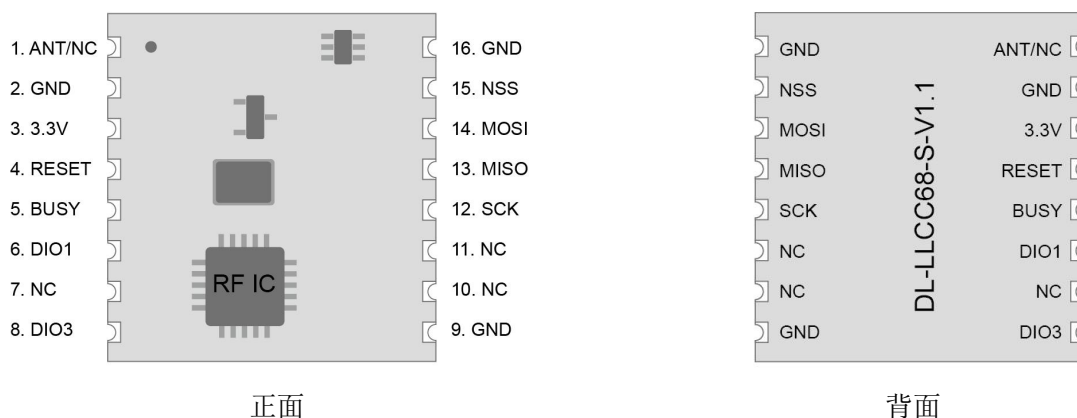 1. ANT/NC
2. GND
3. 3.3V
4. RESET
5. BUSY
6. DIO1
7. NC
8. DIO3
RF IC
16. GND
15. NSS
14. MOSI
13. MISO
12. SCK
11. NC
10. NC
9. GND
正面
GND
NSS
MOSI
MISO
SCK
NC
NC
GND
DL-LLCC68-S-V1.1
ANT/NC
GND
3.3V
RESET
BUSY
DIO1
NC
DIO3
背面